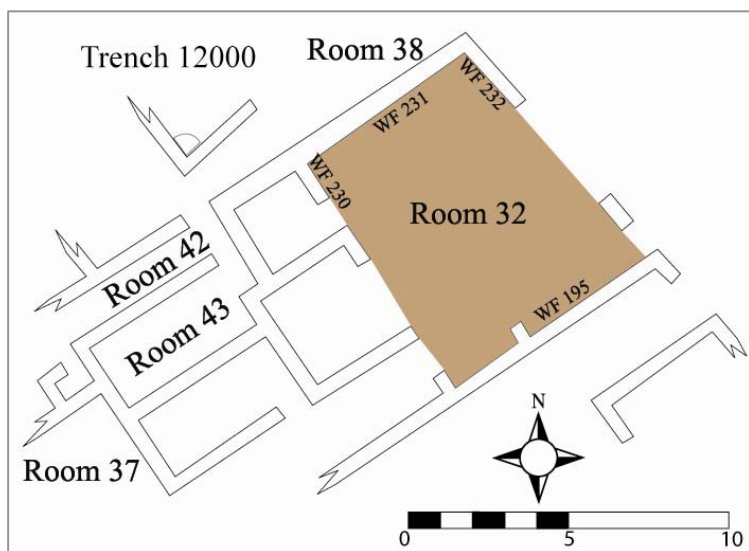 Trench 12000
Room 38
WF 231
WF 232
WF 230
Room 32
Room 42
Room 43
WF 195
Room 37
N
0
5
10